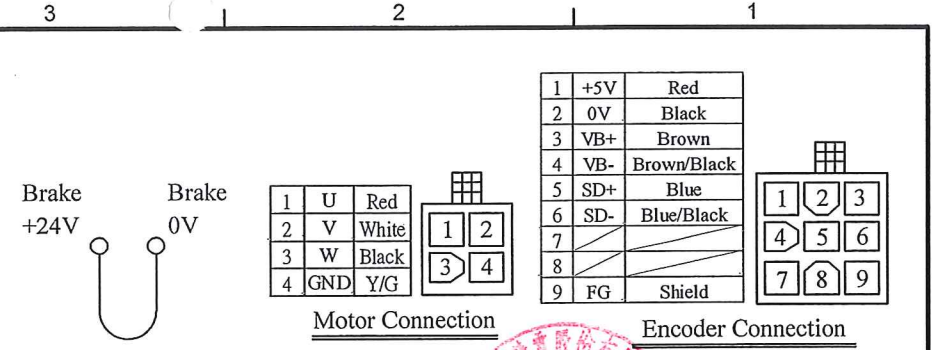 3 2 1
Brake Brake
+24V 0V
1 U Red
2 V White
3 W Black
4 GND Y/G
1 2
3 4
Motor Connection
1 +5V Red
2 0V Black
3 VB+ Brown
4 VB- Brown/Black
5 SD+ Blue
6 SD- Blue/Black
7
8
9 FG Shield
1 2 3
4 5 6
7 8 9
Encoder Connection